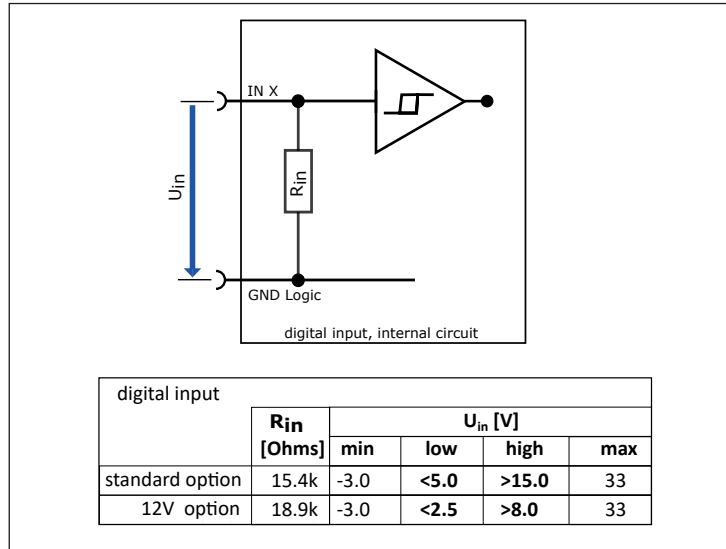 IN X
Uin
Rin
GND Logic
digital input, internal circuit
digital input
Rin Uin [V]
[Ohms] min low high max
standard option 15.4k -3.0 <5.0 >15.0 33
12V option 18.9k -3.0 <2.5 >8.0 33